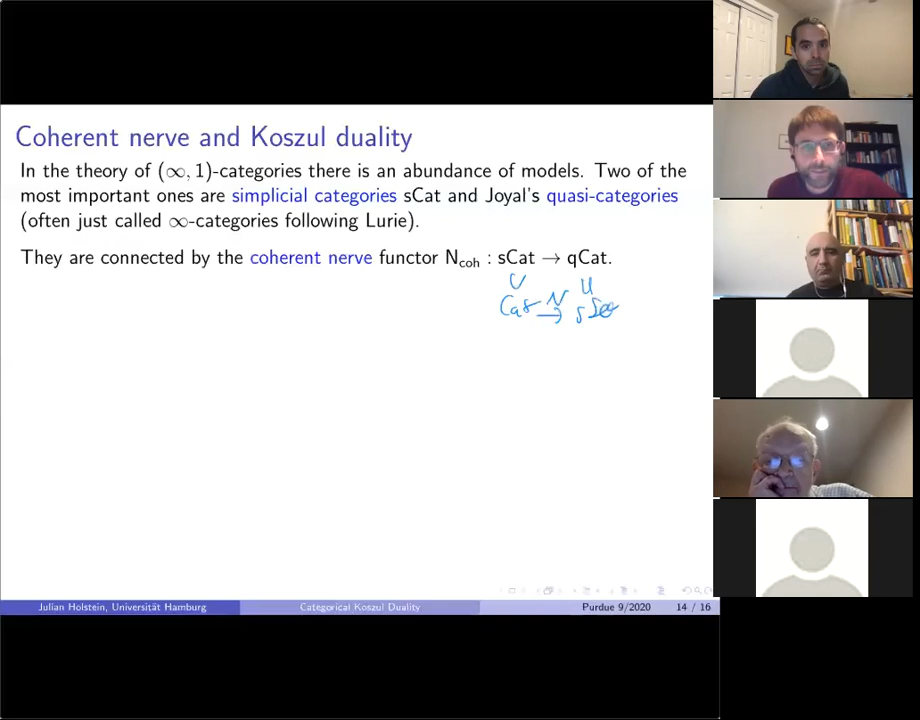 Coherent nerve and Koszul duality
In the theory of (∞, 1)-categories there is an abundance of models. Two of the
most important ones are simplicial categories sCat and Joyal's quasi-categories
(often just called ∞-categories following Lurie).
They are connected by the coherent nerve functor N_coh : sCat → qCat.
∪ ∪
Cat N→ sSet
Julian Holstein, Universität Hamburg Categorical Koszul Duality Purdue 9/2020 14 / 16